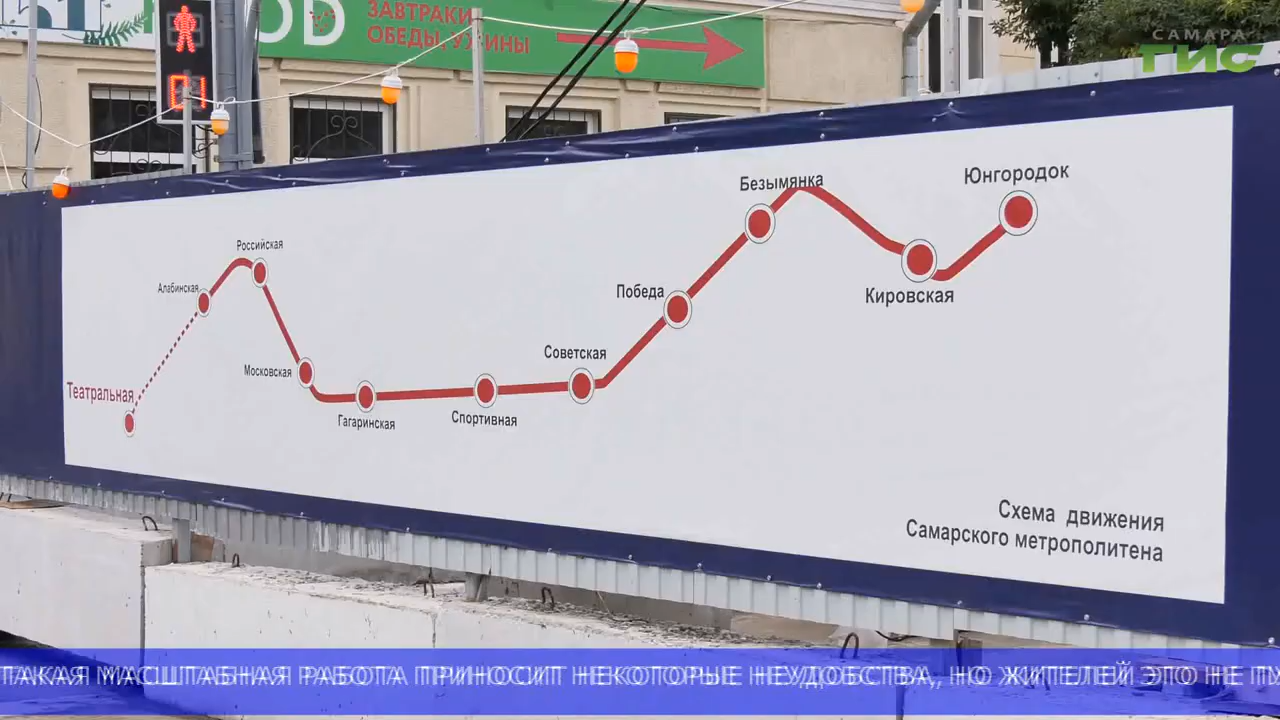 ЗАВТРАКИ
ОБЕДЫ, УЖИНЫ
САМАРА
ГИС
Безымянка
Юнгородок
Российская
Алабинская
Победа
Кировская
Советская
Московская
Театральная
Гагаринская
Спортивная
Схема движения
Самарского метрополитена
ТАКАЯ МАСШТАБНАЯ РАБОТА ПРИНОСИТ НЕКОТОРЫЕ НЕУДОБСТВА, НО ЖИТЕЛЕЙ ЭТО НЕ